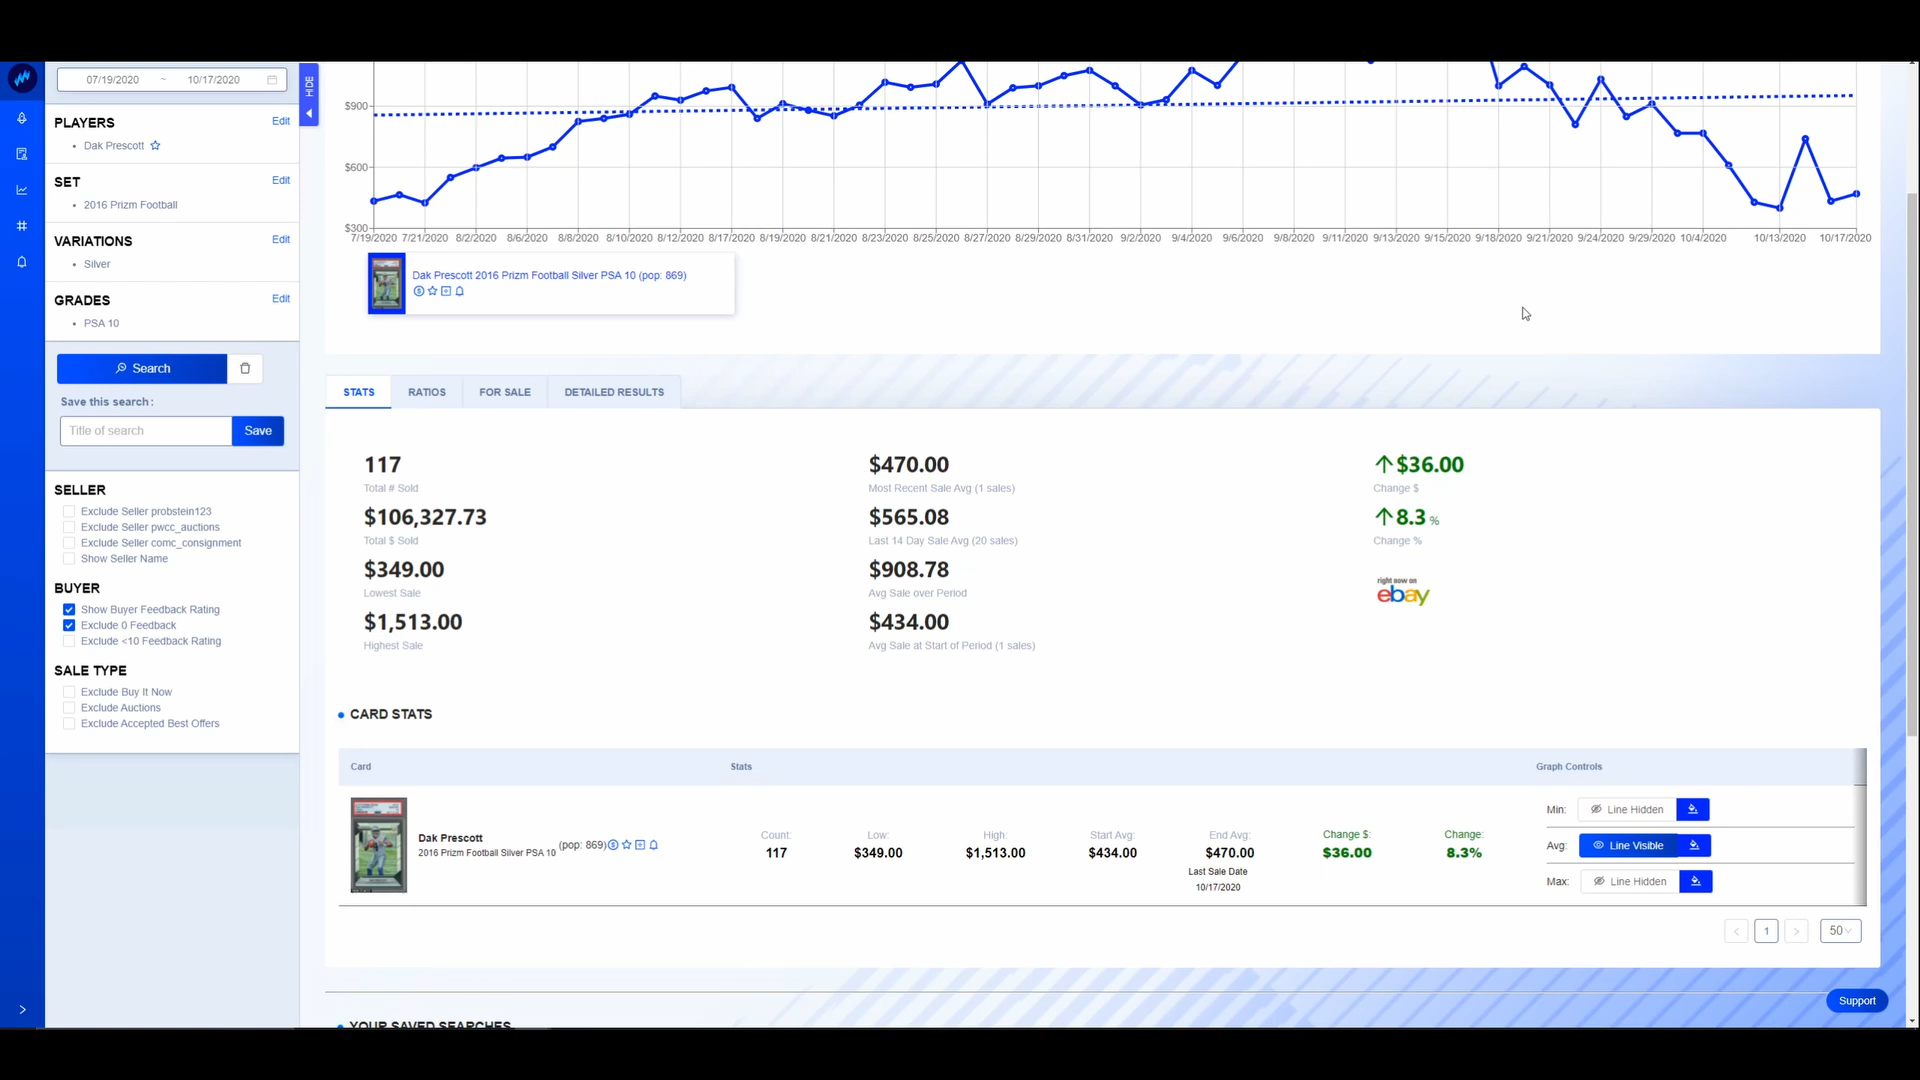 07/19/2020 ~ 10/17/2020
HIDE
PLAYERS Edit
Dak Prescott
SET Edit
2016 Prizm Football
VARIATIONS Edit
Silver
GRADES Edit
PSA 10
Search
Save this search:
Title of search Save
SELLER
Exclude Seller probstein123
Exclude Seller pwcc_auctions
Exclude Seller comc_consignment
Show Seller Name
BUYER
Show Buyer Feedback Rating
Exclude 0 Feedback
Exclude <10 Feedback Rating
SALE TYPE
Exclude Buy It Now
Exclude Auctions
Exclude Accepted Best Offers
$900
$600
$300
7/19/2020 7/21/2020 8/2/2020 8/6/2020 8/8/2020 8/10/2020 8/12/2020 8/17/2020 8/19/2020 8/21/2020 8/23/2020 8/25/2020 8/27/2020 8/29/2020 8/31/2020 9/2/2020 9/4/2020 9/6/2020 9/8/2020 9/11/2020 9/13/2020 9/15/2020 9/18/2020 9/21/2020 9/24/2020 9/29/2020 10/4/2020 10/13/2020 10/17/2020
Dak Prescott 2016 Prizm Football Silver PSA 10 (pop: 869)
STATS RATIOS FOR SALE DETAILED RESULTS
117 $470.00 $36.00
Total # Sold Most Recent Sale Avg (1 sales) Change $
$106,327.73 $565.08 8.3 %
Total $ Sold Last 14 Day Sale Avg (20 sales) Change %
$349.00 $908.78
Lowest Sale Avg Sale over Period
right now on
ebay
$1,513.00 $434.00
Highest Sale Avg Sale at Start of Period (1 sales)
CARD STATS
Card Stats Graph Controls
Dak Prescott
2016 Prizm Football Silver PSA 10 (pop: 869)
Count: Low: High: Start Avg: End Avg: Change $: Change:
117 $349.00 $1,513.00 $434.00 $470.00 $36.00 8.3%
Last Sale Date
10/17/2020
Min: Line Hidden
Avg: Line Visible
Max: Line Hidden
< 1 > 50
Support
YOUR SAVED SEARCHES